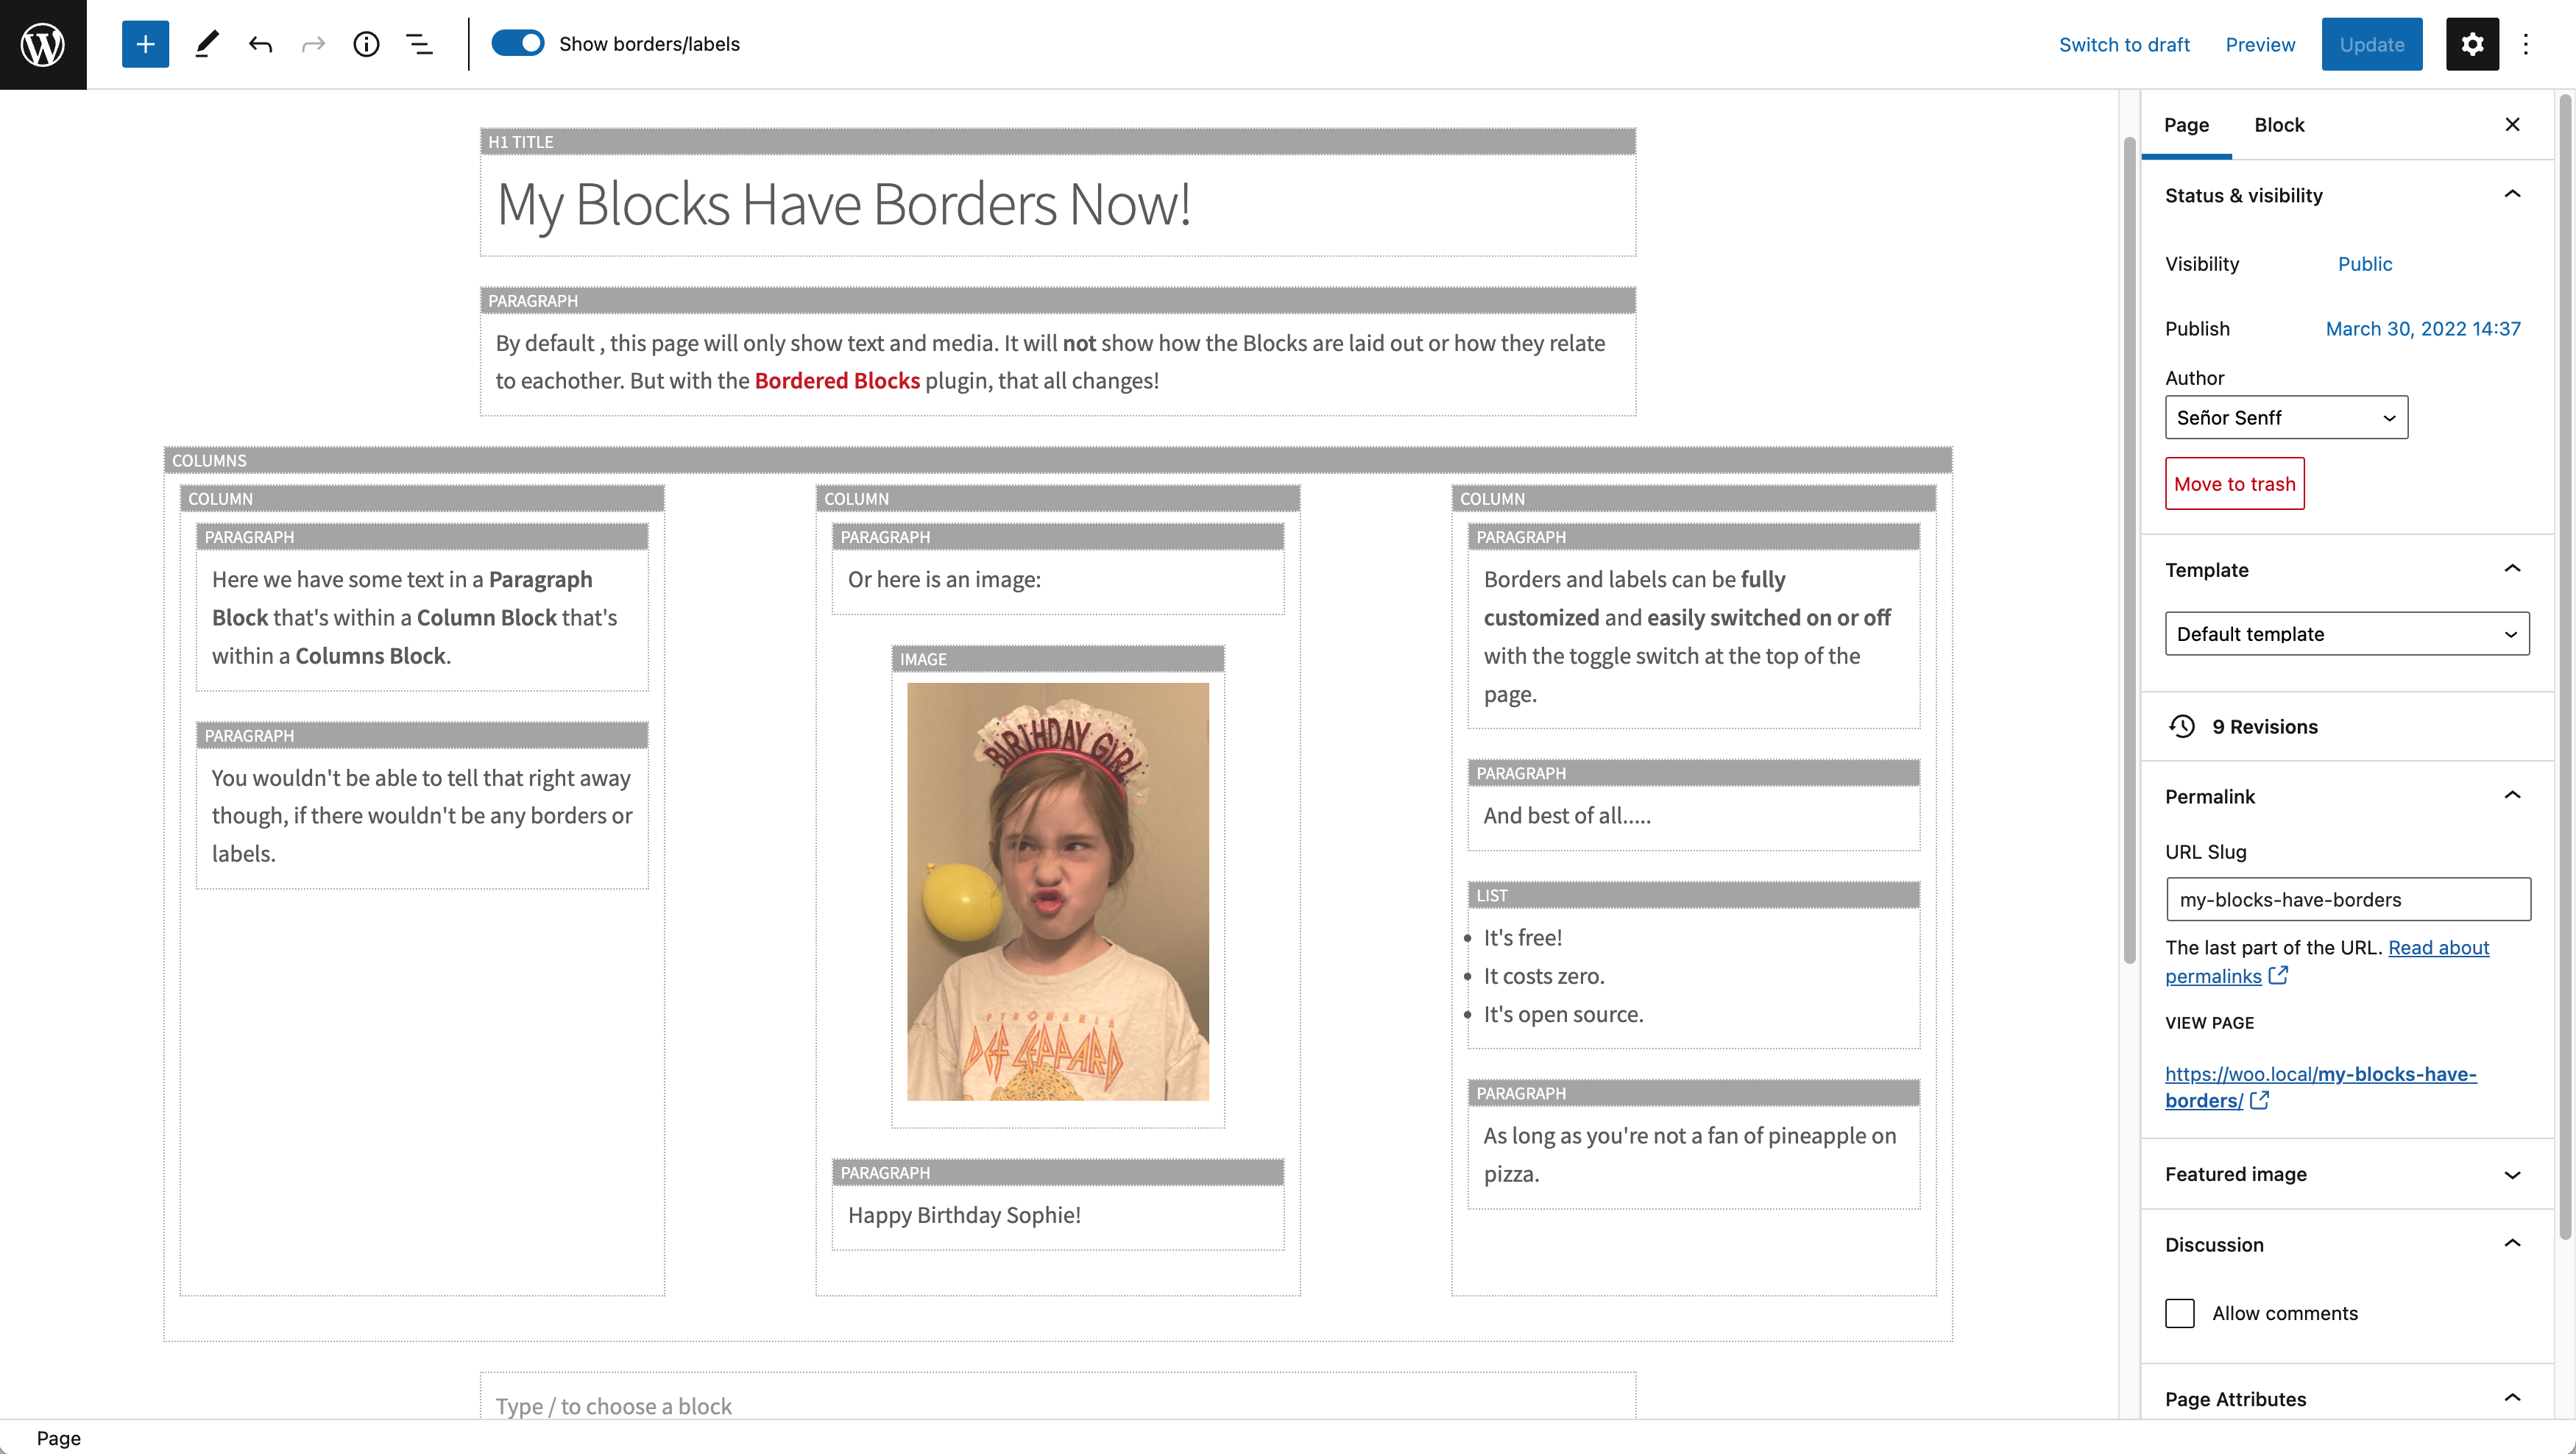 Show borders/labels
Switch to draft
Preview
Update
H1 TITLE
My Blocks Have Borders Now!
PARAGRAPH
By default , this page will only show text and media. It will not show how the Blocks are laid out or how they relate
to eachother. But with the Bordered Blocks plugin, that all changes!
COLUMNS
COLUMN
PARAGRAPH
Here we have some text in a Paragraph
Block that's within a Column Block that's
within a Columns Block.
PARAGRAPH
You wouldn't be able to tell that right away
though, if there wouldn't be any borders or
labels.
COLUMN
PARAGRAPH
Or here is an image:
IMAGE
BIRTHDAY GIRL
PYROMANIA
DEF LEPPARD
PARAGRAPH
Happy Birthday Sophie!
COLUMN
PARAGRAPH
Borders and labels can be fully
customized and easily switched on or off
with the toggle switch at the top of the
page.
PARAGRAPH
And best of all.....
LIST
It's free!
It costs zero.
It's open source.
PARAGRAPH
As long as you're not a fan of pineapple on
pizza.
Type / to choose a block
Page
Block
Status & visibility
Visibility
Public
Publish
March 30, 2022 14:37
Author
Señor Senff
Move to trash
Template
Default template
9 Revisions
Permalink
URL Slug
my-blocks-have-borders
The last part of the URL. Read about
permalinks
VIEW PAGE
https://woo.local/my-blocks-have-
borders/
Featured image
Discussion
Allow comments
Page Attributes
Page